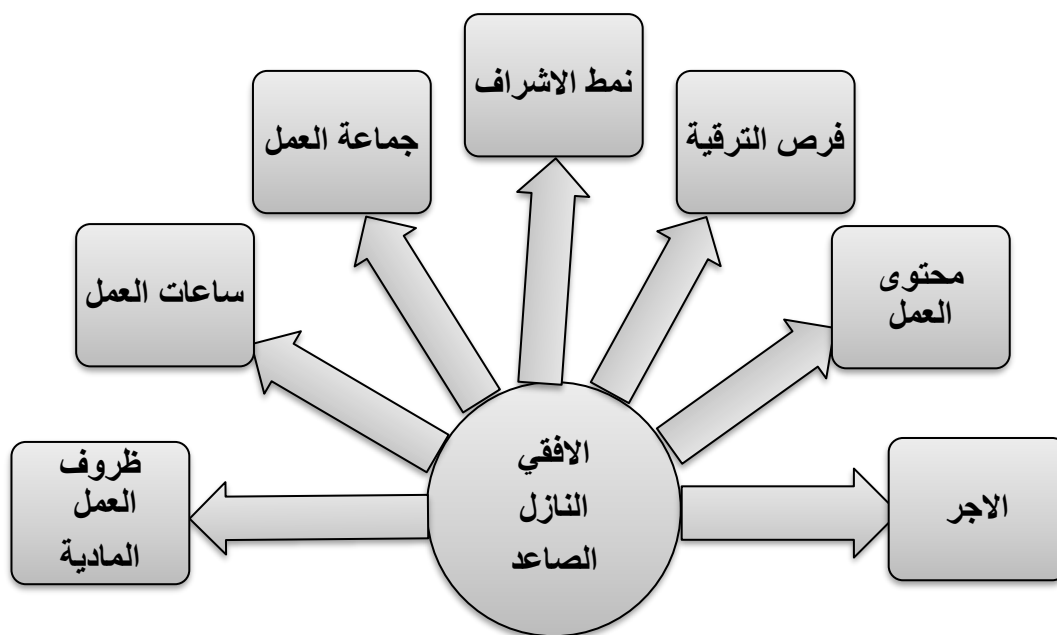 نمط الاشراف
فرص الترقية
جماعة العمل
محتوى
العمل
ساعات العمل
الافقي
النازل
الصاعد
الاجر
ظروف
العمل
المادية